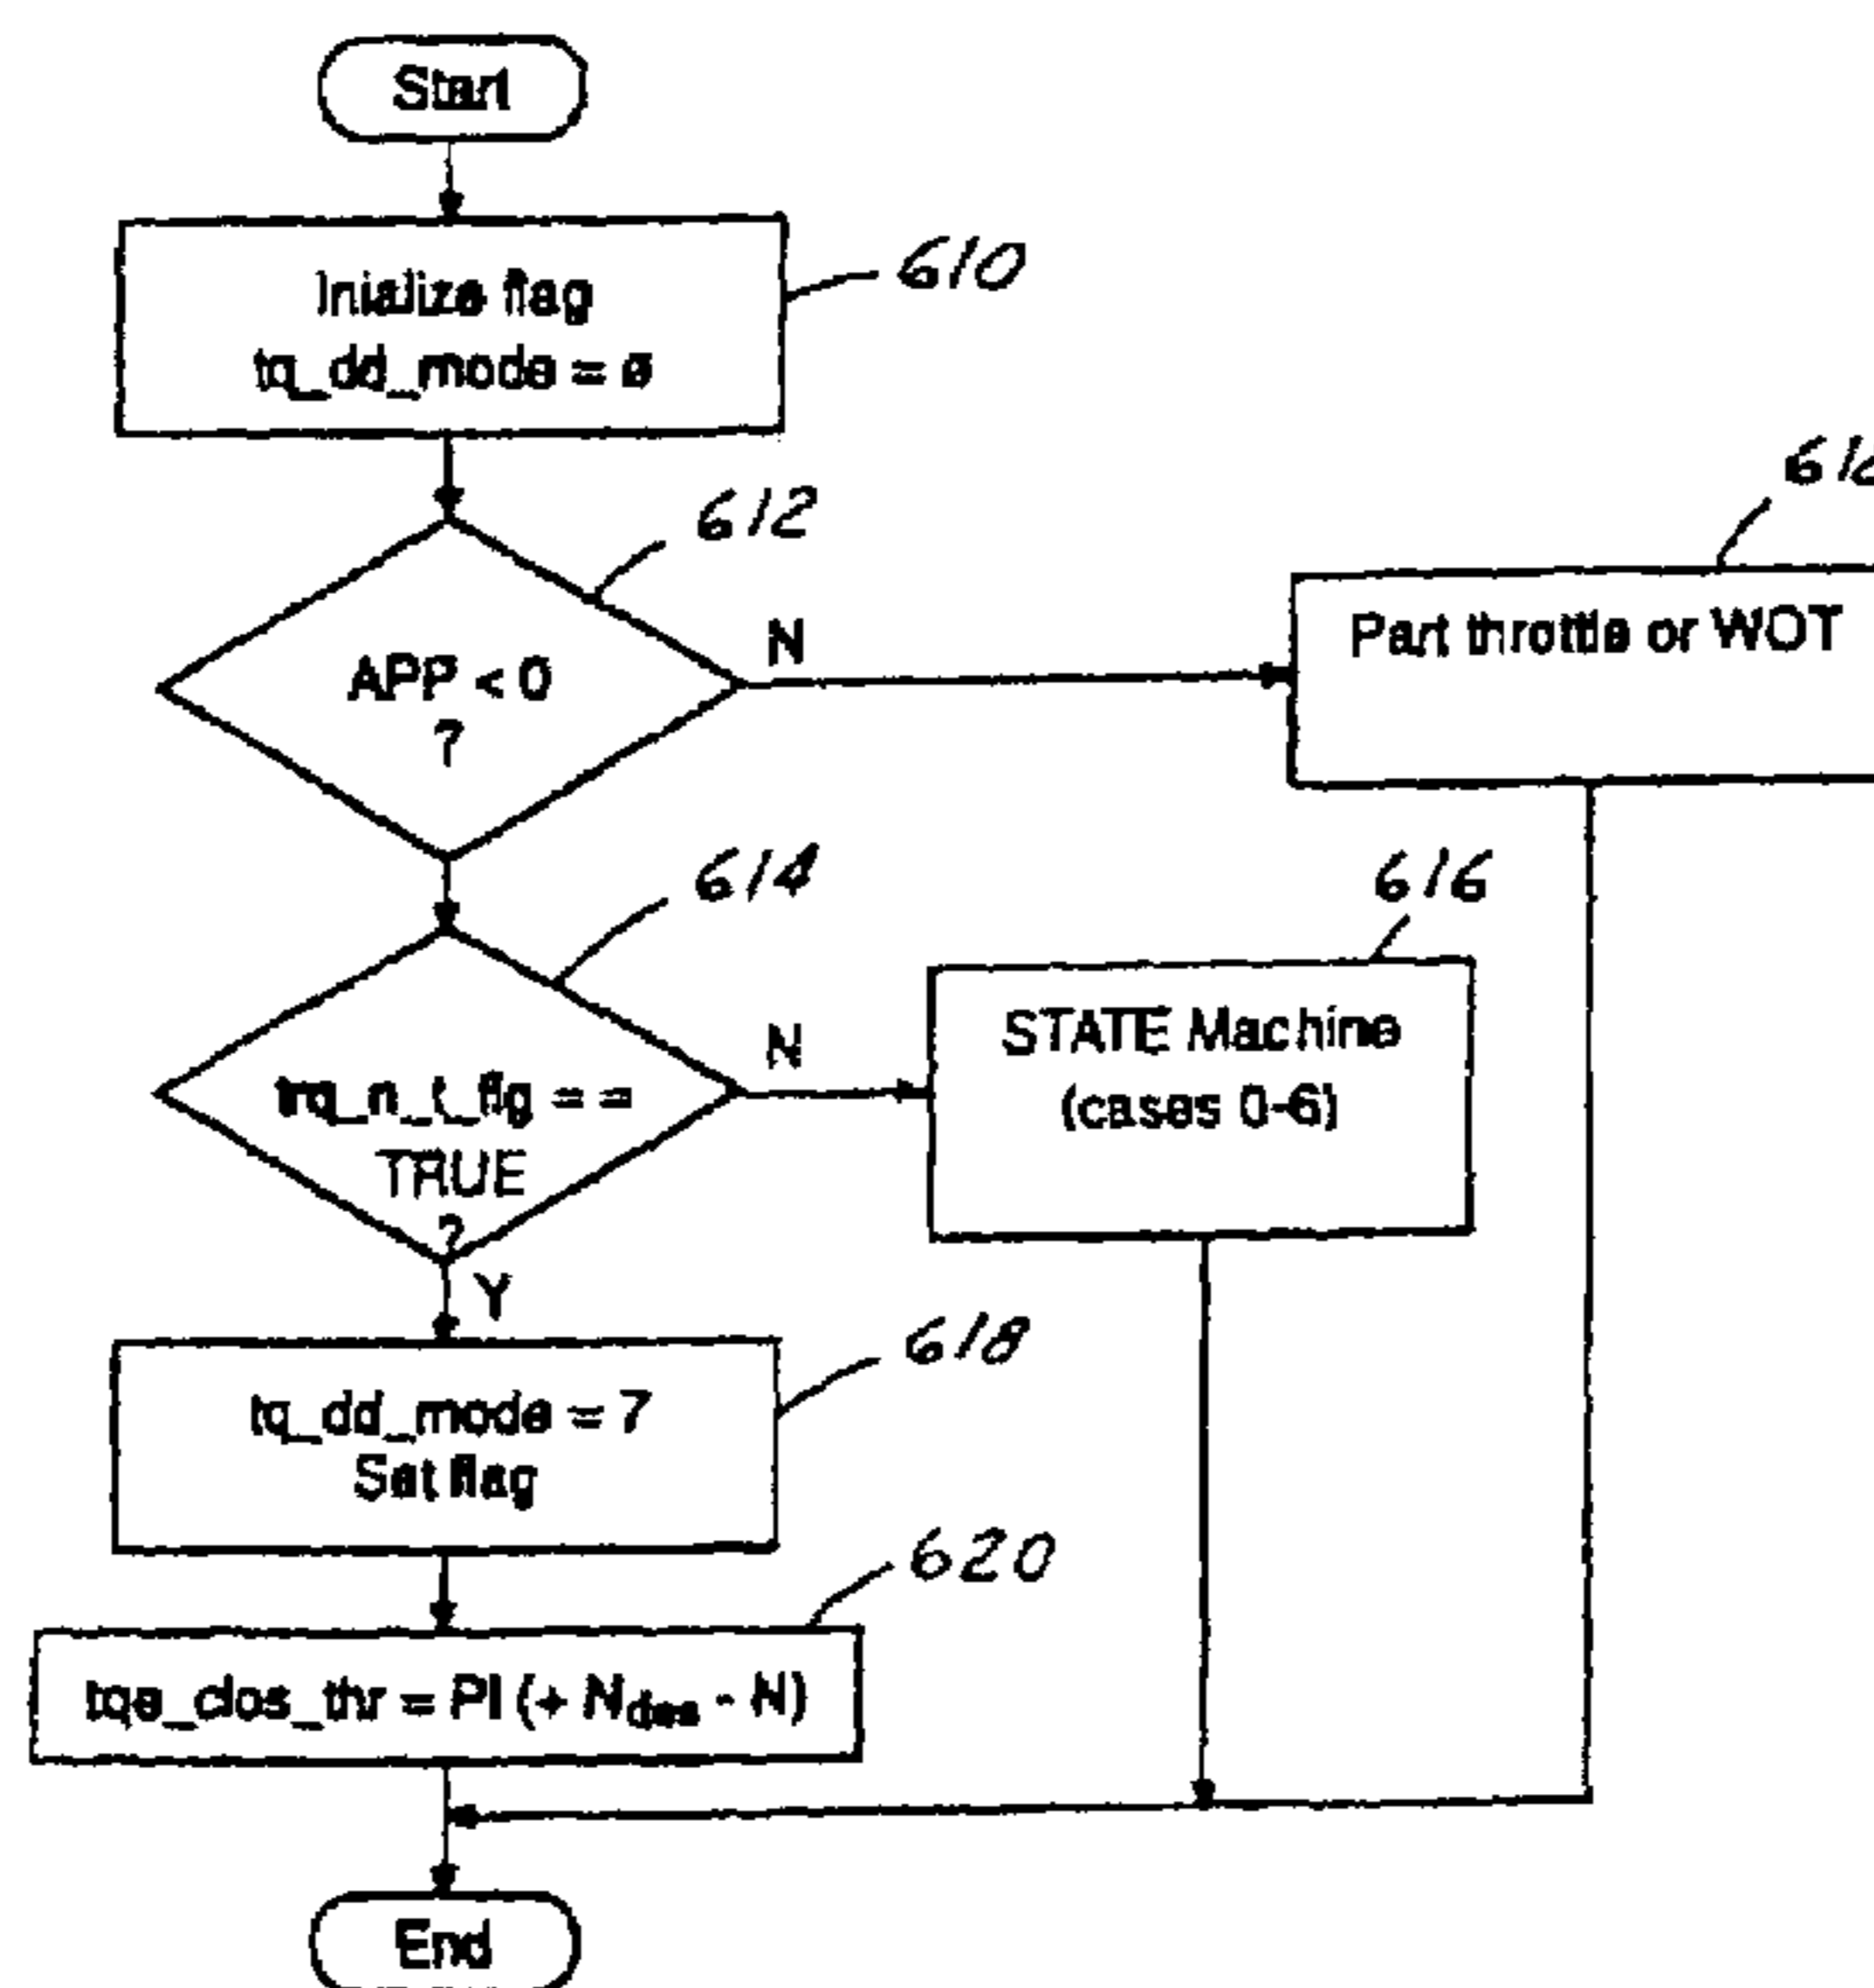 Start
Inialize flag
tq_dd_mode = ø
610
612
APP < 0
?
N
Part throttle or WOT
614
TRUE
?
N
616
STATE Machine
(cases 0-6)
Y
618
tq_dd_mode = 7
Set flag
620
tqe_clos_thr = PI (+ Ndes - N)
End